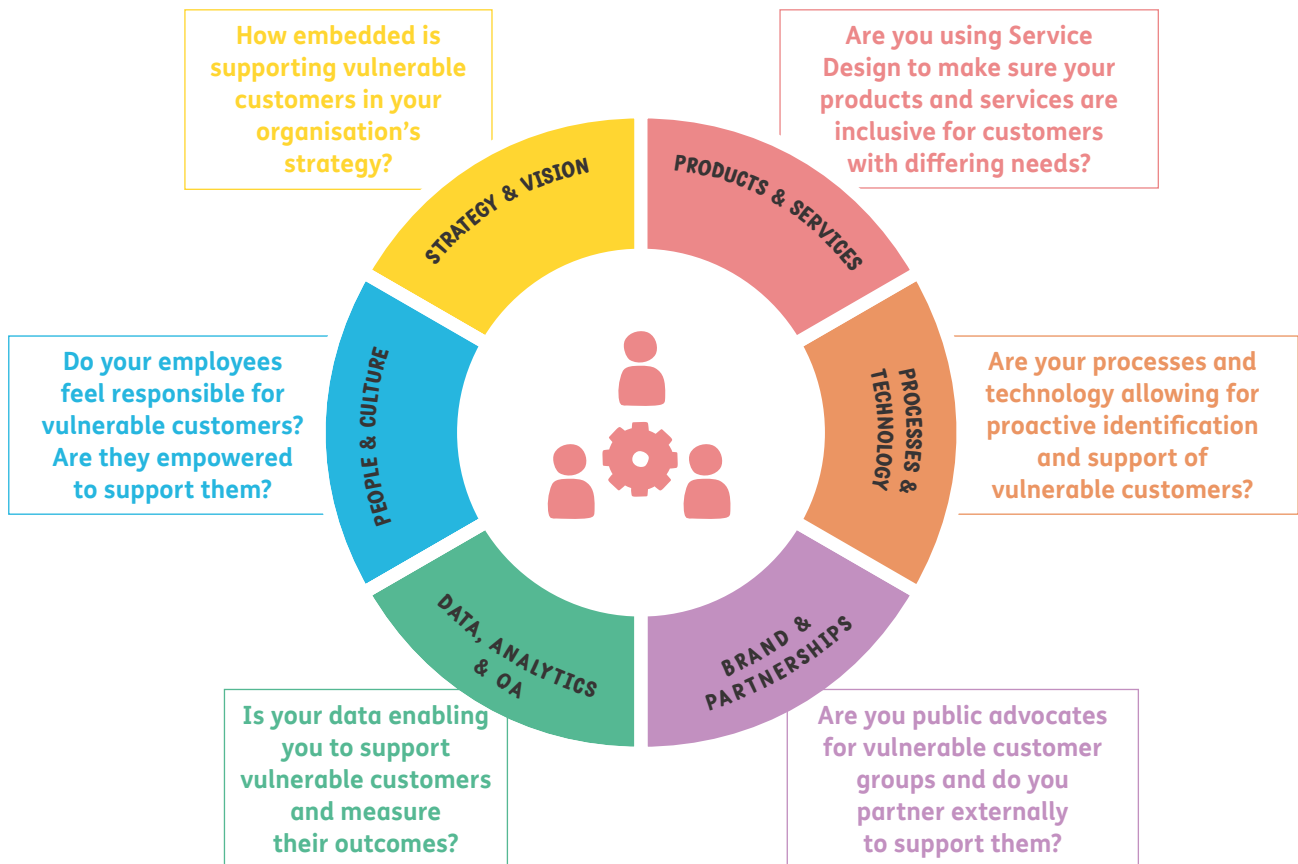 How embedded is
supporting vulnerable
customers in your
organisation's
strategy?
Are you using Service
Design to make sure your
products and services are
inclusive for customers
with differing needs?
STRATEGY & VISION
PRODUCTS & SERVICES
Do your employees
feel responsible for
vulnerable customers?
Are they empowered
to support them?
PEOPLE & CULTURE
PROCESSES &
TECHNOLOGY
Are your processes and
technology allowing for
proactive identification
and support of
vulnerable customers?
DATA, ANALYTICS
& QA
BRAND &
PARTNERSHIPS
Is your data enabling
you to support
vulnerable customers
and measure
their outcomes?
Are you public advocates
for vulnerable customer
groups and do you
partner externally
to support them?